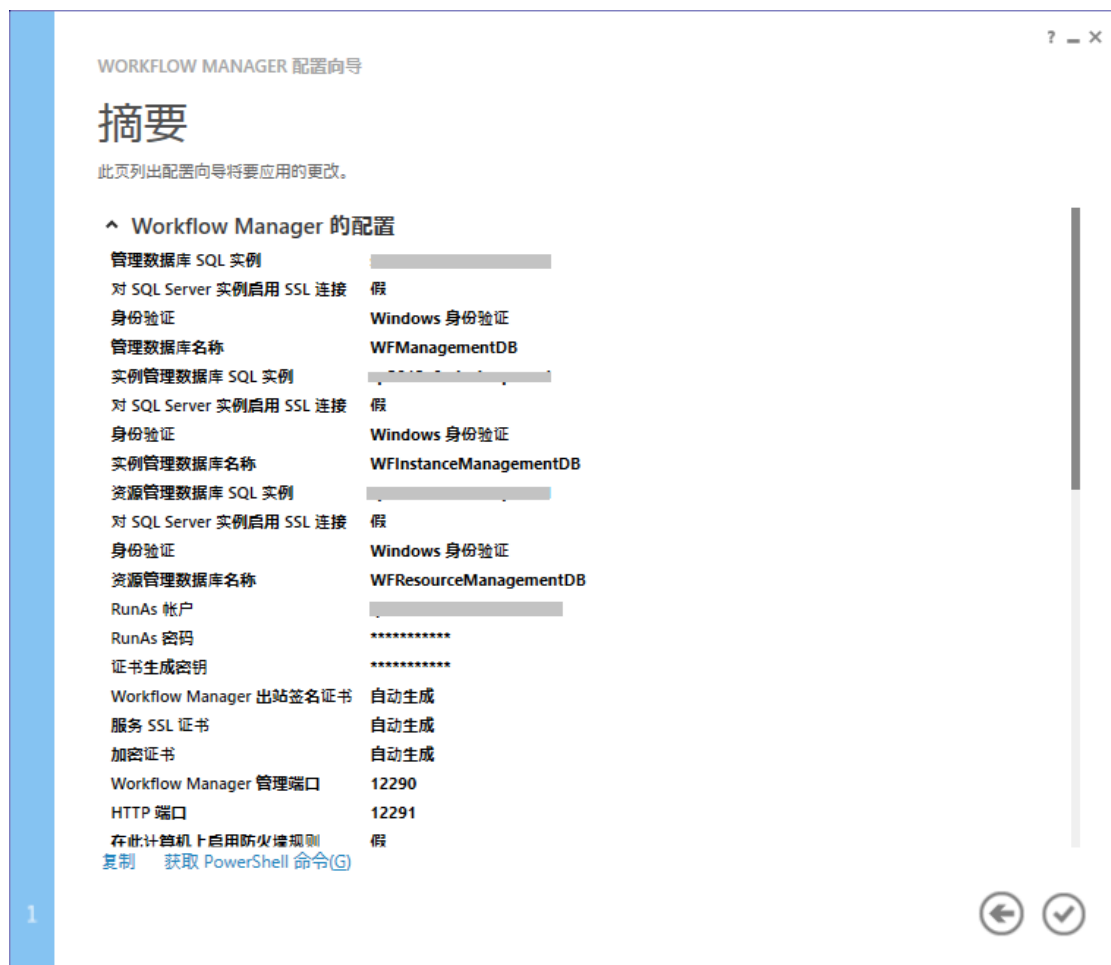 ? _ ×
WORKFLOW MANAGER 配置向导
摘要
此页列出配置向导将要应用的更改。
Workflow Manager 的配置
管理数据库 SQL 实例
对 SQL Server 实例启用 SSL 连接 假
身份验证 Windows 身份验证
管理数据库名称 WFManagementDB
实例管理数据库 SQL 实例
对 SQL Server 实例启用 SSL 连接 假
身份验证 Windows 身份验证
实例管理数据库名称 WFInstanceManagementDB
资源管理数据库 SQL 实例
对 SQL Server 实例启用 SSL 连接 假
身份验证 Windows 身份验证
资源管理数据库名称 WFResourceManagementDB
RunAs 帐户
RunAs 密码 ***********
证书生成密钥 ***********
Workflow Manager 出站签名证书 自动生成
服务 SSL 证书 自动生成
加密证书 自动生成
Workflow Manager 管理端口 12290
HTTP 端口 12291
在此计算机上启用防火墙规则 假
复制 获取 PowerShell 命令(G)
1